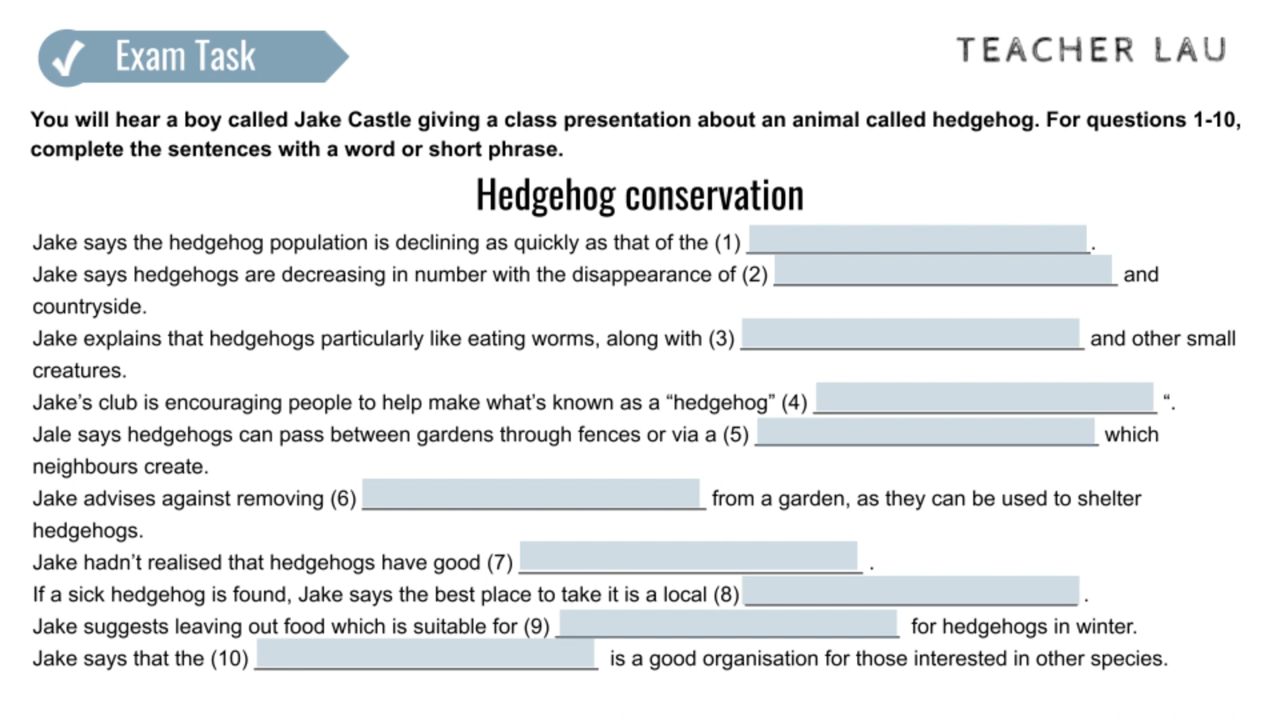 Exam Task
TEACHER LAU
You will hear a boy called Jake Castle giving a class presentation about an animal called hedgehog. For questions 1-10,
complete the sentences with a word or short phrase.
Hedgehog conservation
Jake says the hedgehog population is declining as quickly as that of the (1) .
Jake says hedgehogs are decreasing in number with the disappearance of (2) and
countryside.
Jake explains that hedgehogs particularly like eating worms, along with (3) and other small
creatures.
Jake’s club is encouraging people to help make what’s known as a “hedgehog” (4) “.
Jale says hedgehogs can pass between gardens through fences or via a (5) which
neighbours create.
Jake advises against removing (6) from a garden, as they can be used to shelter
hedgehogs.
Jake hadn’t realised that hedgehogs have good (7) .
If a sick hedgehog is found, Jake says the best place to take it is a local (8) .
Jake suggests leaving out food which is suitable for (9) for hedgehogs in winter.
Jake says that the (10) is a good organisation for those interested in other species.